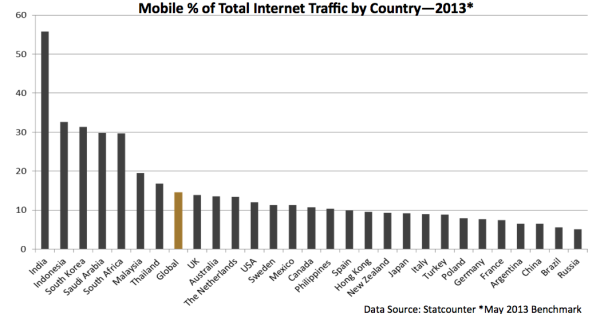 Mobile % of Total Internet Traffic by Country—2013*
60
50
40
30
20
10
0
India
Indonesia
South Korea
Saudi Arabia
South Africa
Malaysia
Thailand
Global
UK
Australia
The Netherlands
USA
Sweden
Mexico
Canada
Philippines
Spain
Hong Kong
New Zealand
Japan
Italy
Turkey
Poland
Germany
France
Argentina
China
Brazil
Russia
Data Source: Statcounter *May 2013 Benchmark